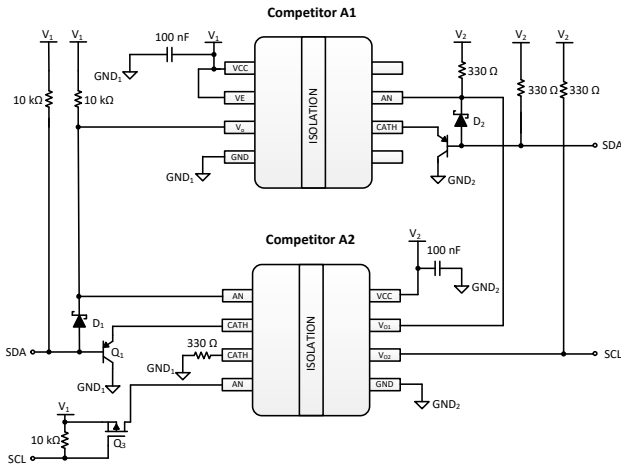 Competitor A1
V1
V1
100 nF
V1
GND1
10 kΩ
10 kΩ
VCC
VE
Vo
GND
GND1
ISOLATION
AN
CATH
V2
V2
V2
330 Ω
330 Ω
330 Ω
D2
SDA
GND2
Competitor A2
V2
100 nF
GND2
AN
CATH
CATH
AN
ISOLATION
VCC
VO1
VO2
GND
GND2
SCL
D1
SDA
Q1
GND1
330 Ω
GND1
V1
10 kΩ
Q3
SCL